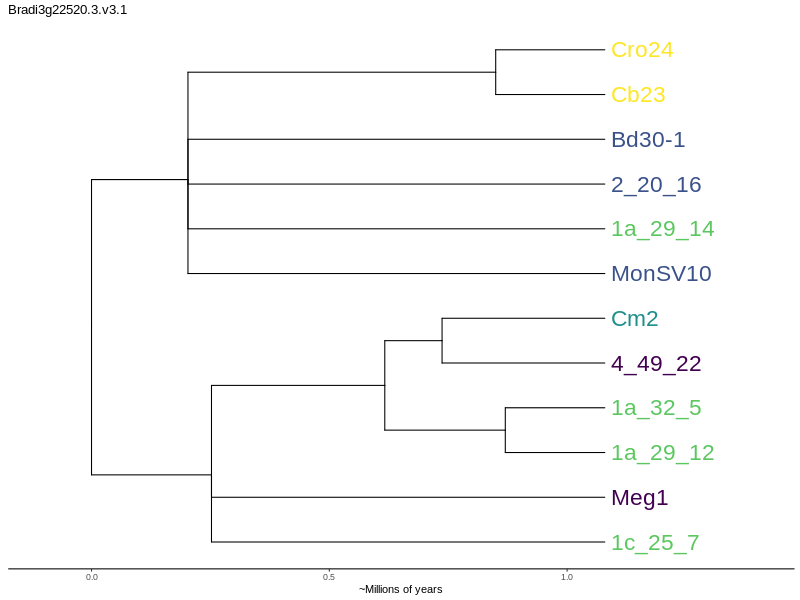 Bradi3g22520.3.v3.1
Cro24
Cb23
Bd30-1
2_20_16
1a_29_14
MonSV10
Cm2
4_49_22
1a_32_5
1a_29_12
Meg1
1c_25_7
0.0 0.5 1.0
~Millions of years